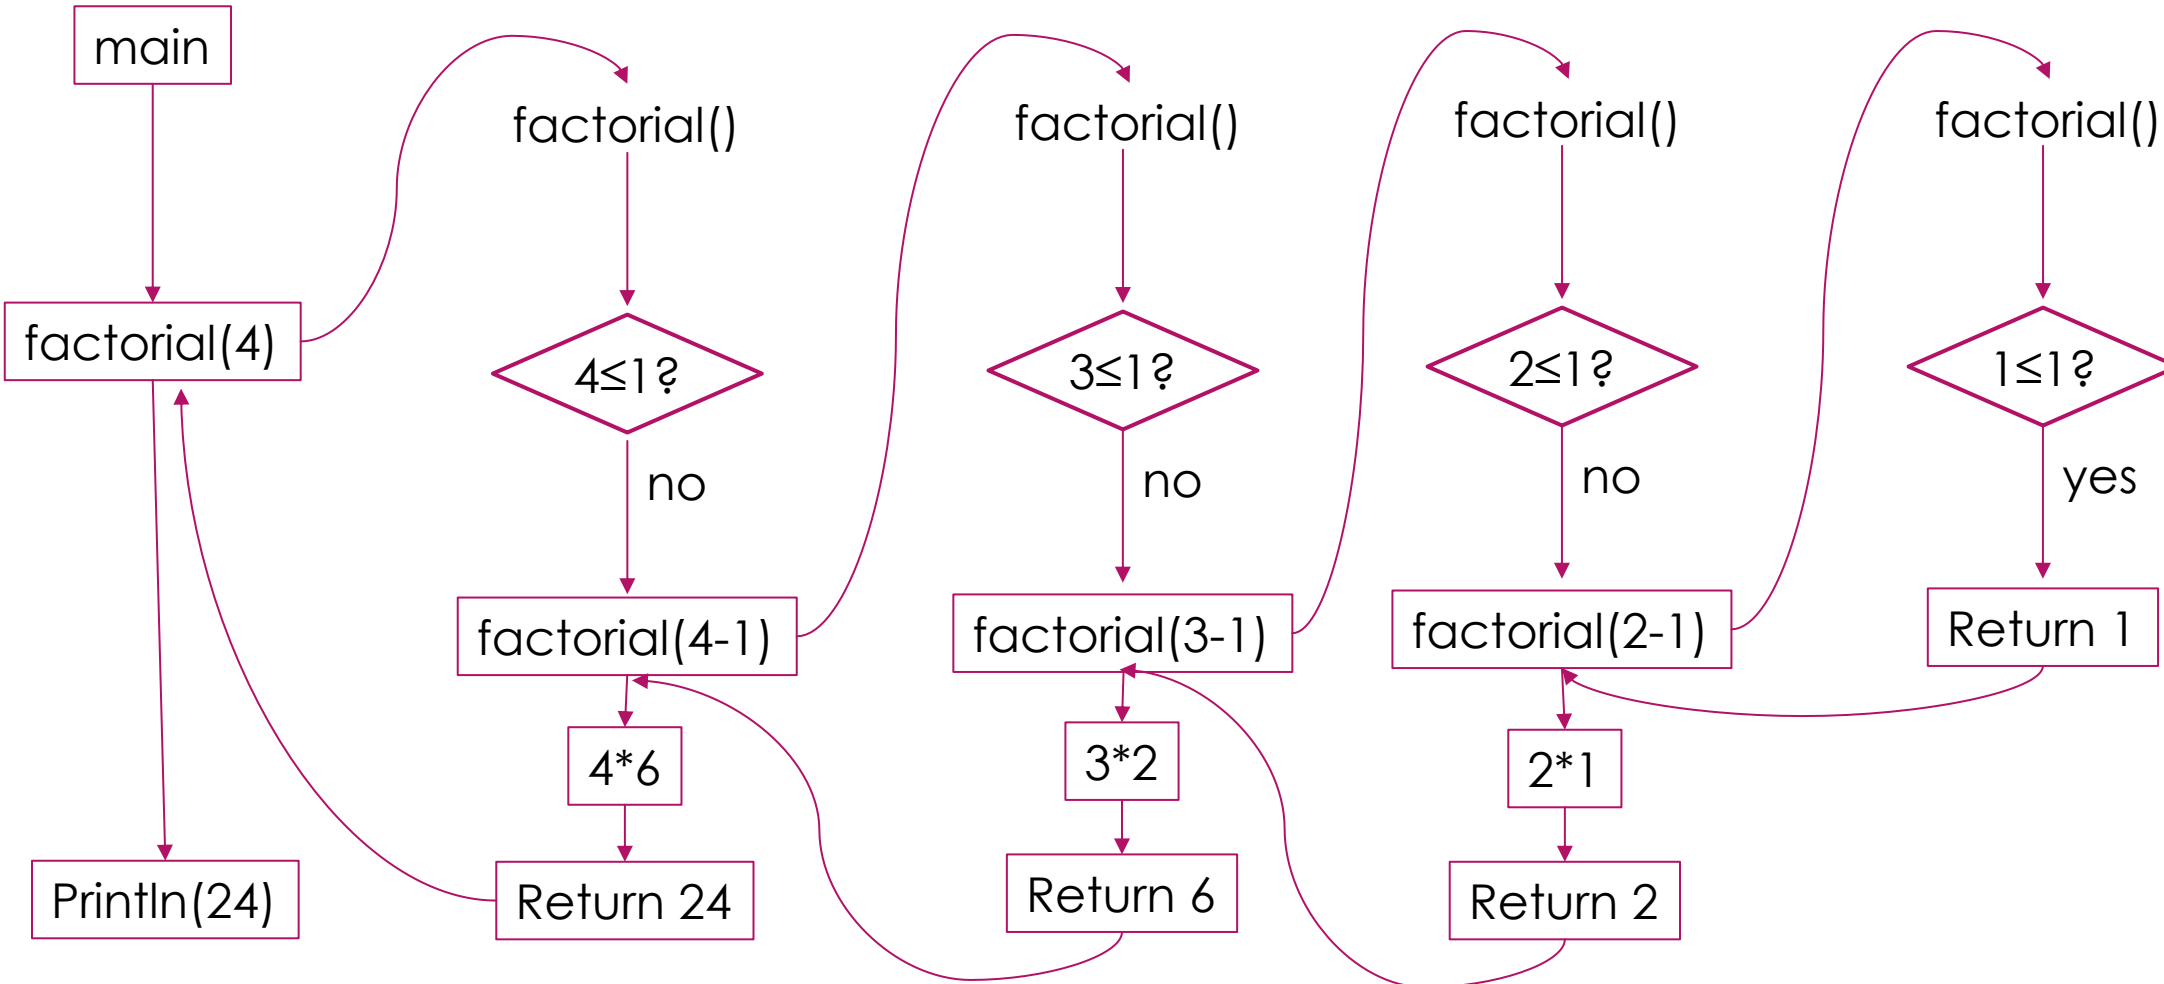 main
factorial(4)
Println(24)
factorial()
4≤1?
no
factorial(4-1)
4*6
Return 24
factorial()
3≤1?
no
factorial(3-1)
3*2
Return 6
factorial()
2≤1?
no
factorial(2-1)
2*1
Return 2
factorial()
1≤1?
yes
Return 1